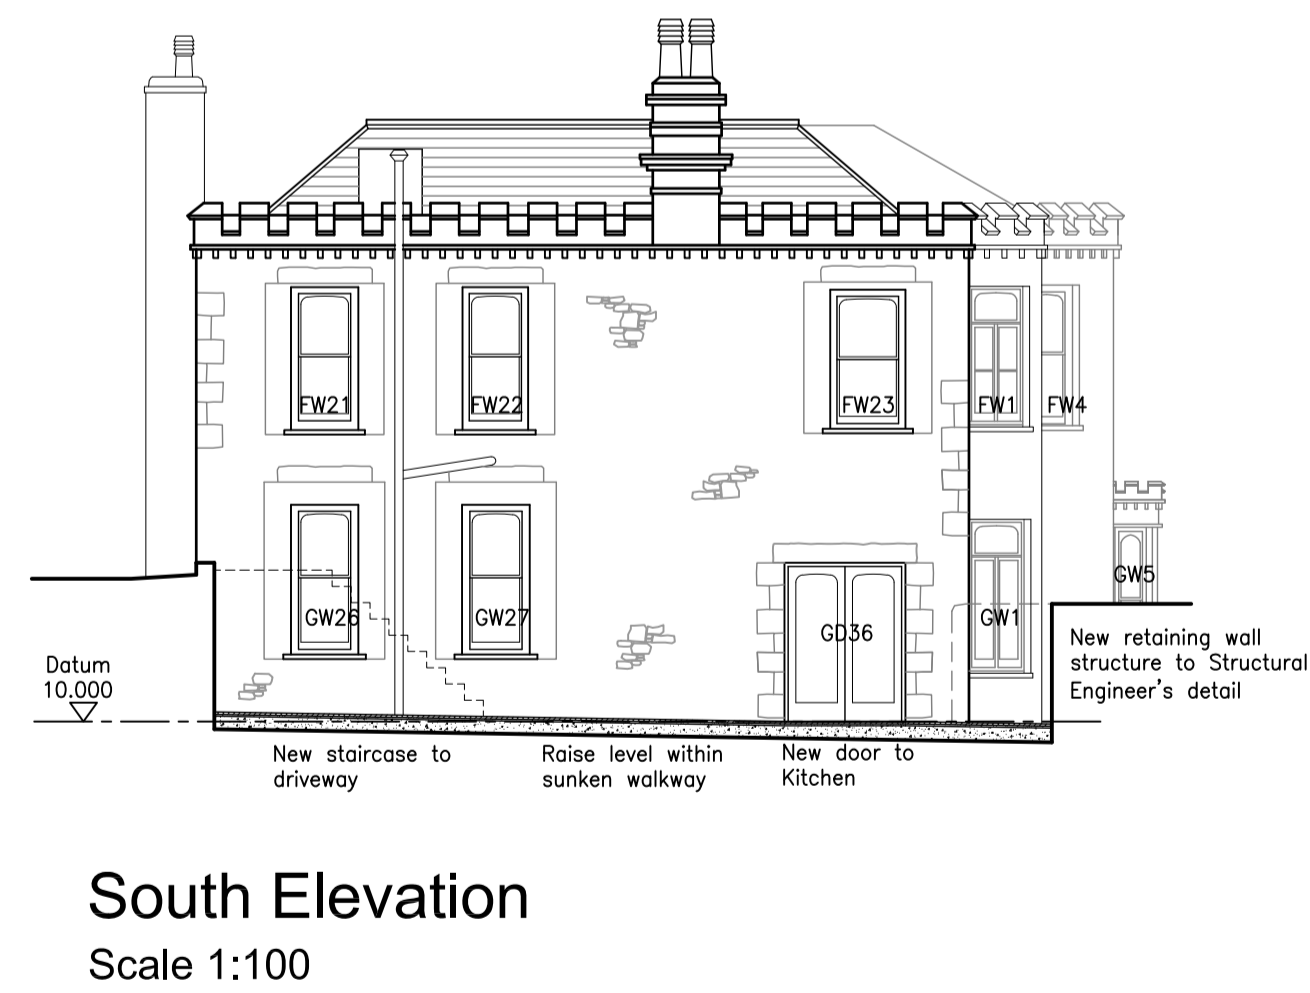 FW21
FW22
FW23
FW1
FW4
GW5
GW26
GW27
GD36
GW1
Datum
10.000
New retaining wall
structure to Structural
Engineer's detail
New staircase to
driveway
Raise level within
sunken walkway
New door to
Kitchen
South Elevation
Scale 1:100